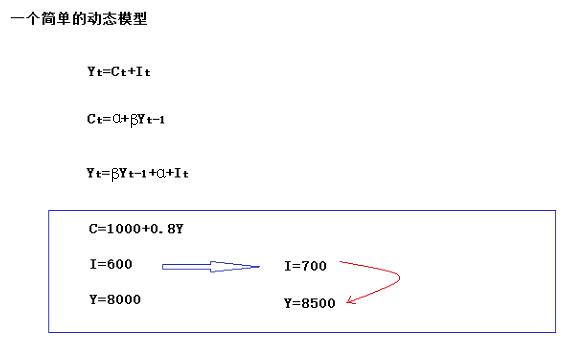 一个简单的动态模型
Yt=Ct+It
Ct=α+βYt-1
Yt=βYt-1+α+It
C=1000+0.8Y
I=600
I=700
Y=8000
Y=8500